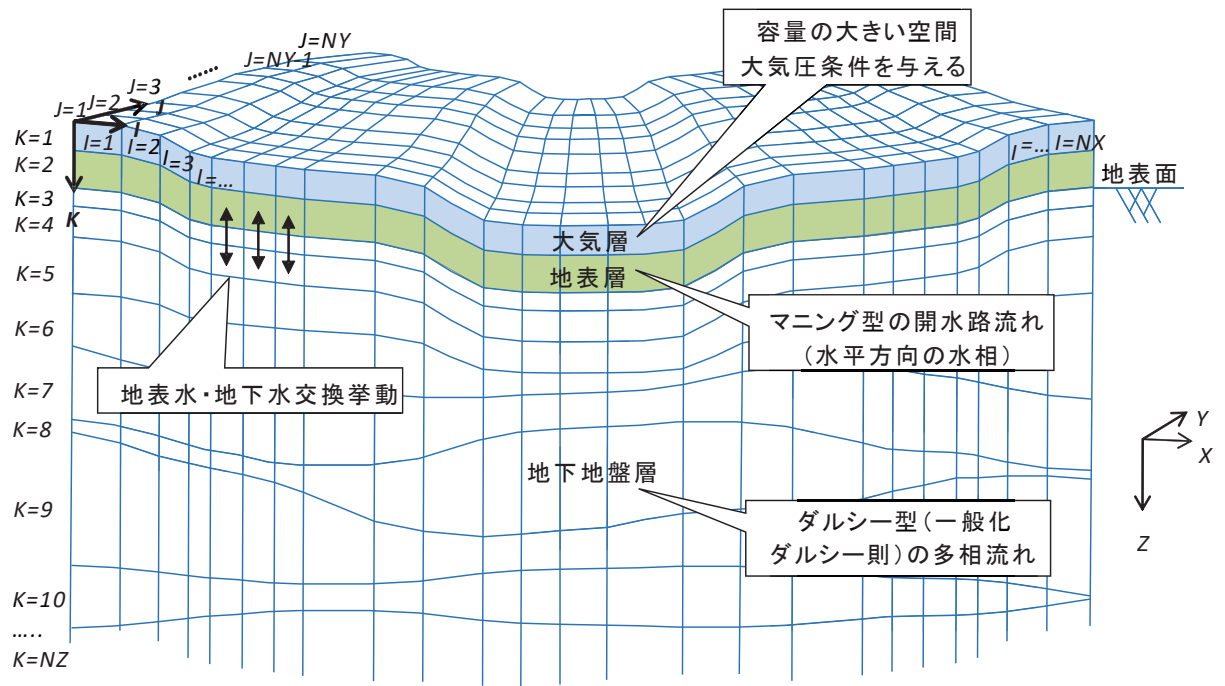 容量の大きい空間
大気圧条件を与える
J=NY
J=NY-1
......
J=3
J=2
J=1
J
I
I=1
I=2
I=3
I=...
I=...
I=NX
K=1
K=2
K=3
K
K=4
K=5
K=6
K=7
K=8
K=9
K=10
.....
K=NZ
地表面
大気層
地表層
マニング型の開水路流れ
(水平方向の水相)
地表水・地下水交換挙動
地下地盤層
ダルシー型(一般化
ダルシー則)の多相流れ
Y
X
Z